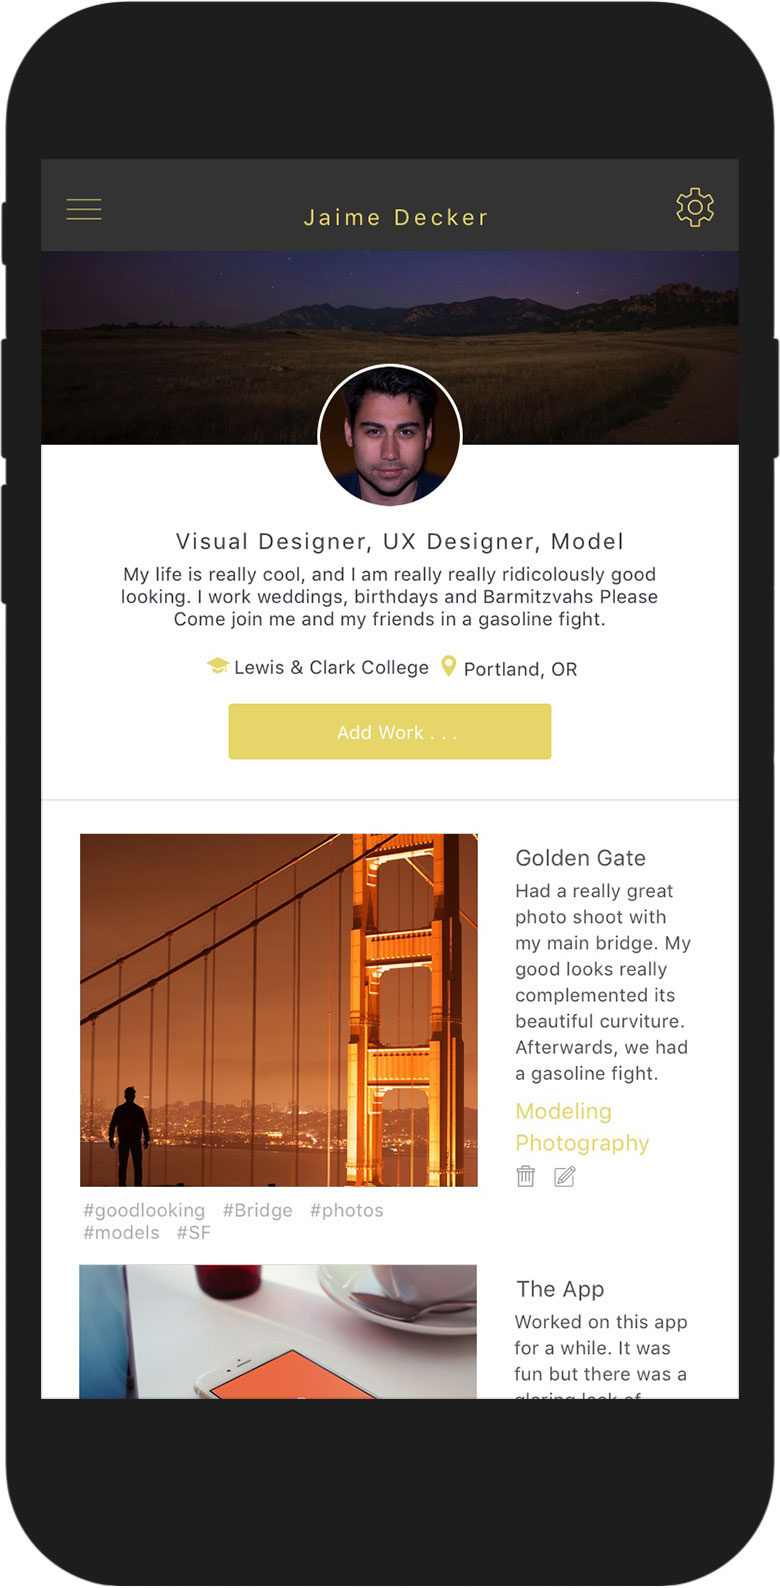 Jaime Decker
Visual Designer, UX Designer, Model
My life is really cool, and I am really really ridicolously good
looking. I work weddings, birthdays and Barmitzvahs Please
Come join me and my friends in a gasoline fight.
Lewis & Clark College Portland, OR
Add Work . . .
Golden Gate
Had a really great
photo shoot with
my main bridge. My
good looks really
complemented its
beautiful curviture.
Afterwards, we had
a gasoline fight.
Modeling
Photography
#goodlooking #Bridge #photos
#models #SF
The App
Worked on this app
for a while. It was
fun but there was a
glaring lack of